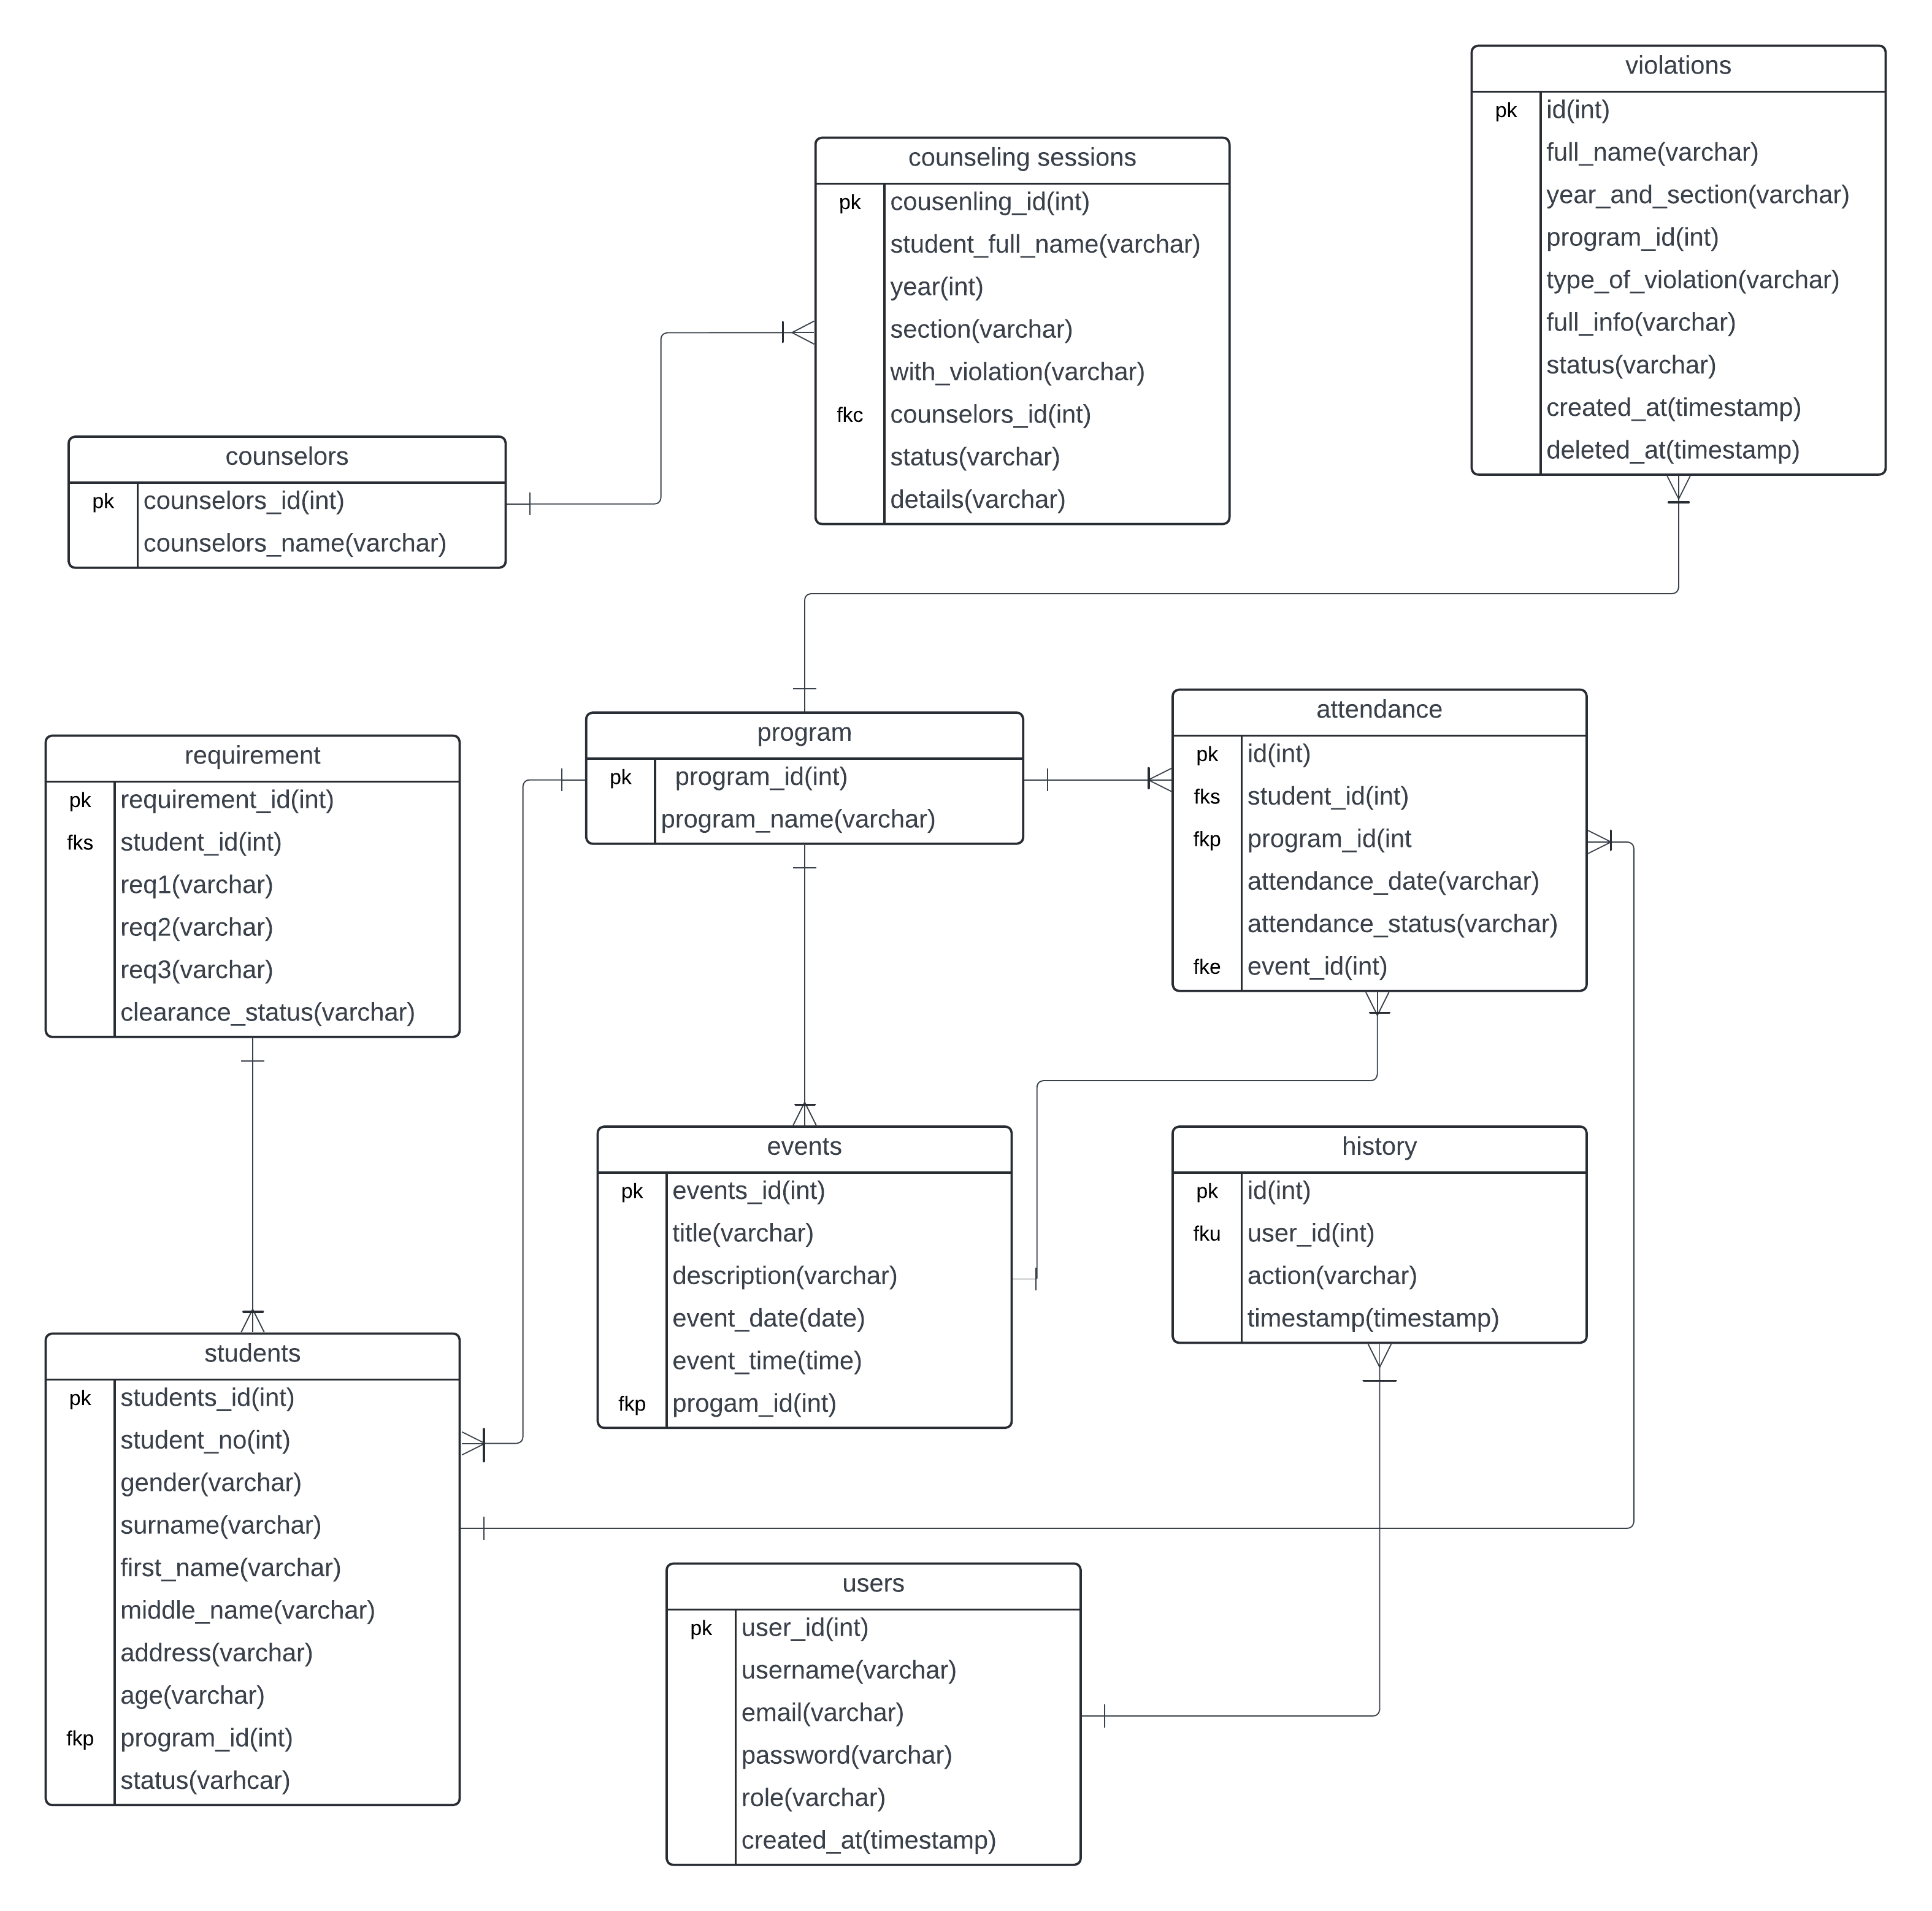 violations
pk id(int)
full_name(varchar)
year_and_section(varchar)
program_id(int)
type_of_violation(varchar)
full_info(varchar)
status(varchar)
created_at(timestamp)
deleted_at(timestamp)
counseling sessions
pk cousenling_id(int)
student_full_name(varchar)
year(int)
section(varchar)
with_violation(varchar)
fkc counselors_id(int)
status(varchar)
details(varchar)
counselors
pk counselors_id(int)
counselors_name(varchar)
requirement
pk requirement_id(int)
fks student_id(int)
req1(varchar)
req2(varchar)
req3(varchar)
clearance_status(varchar)
program
pk program_id(int)
program_name(varchar)
attendance
pk id(int)
fks student_id(int)
fkp program_id(int
attendance_date(varchar)
attendance_status(varchar)
fke event_id(int)
events
pk events_id(int)
title(varchar)
description(varchar)
event_date(date)
event_time(time)
fkp progam_id(int)
history
pk id(int)
fku user_id(int)
action(varchar)
timestamp(timestamp)
students
pk students_id(int)
student_no(int)
gender(varchar)
surname(varchar)
first_name(varchar)
middle_name(varchar)
address(varchar)
age(varchar)
fkp program_id(int)
status(varhcar)
users
pk user_id(int)
username(varchar)
email(varchar)
password(varchar)
role(varchar)
created_at(timestamp)